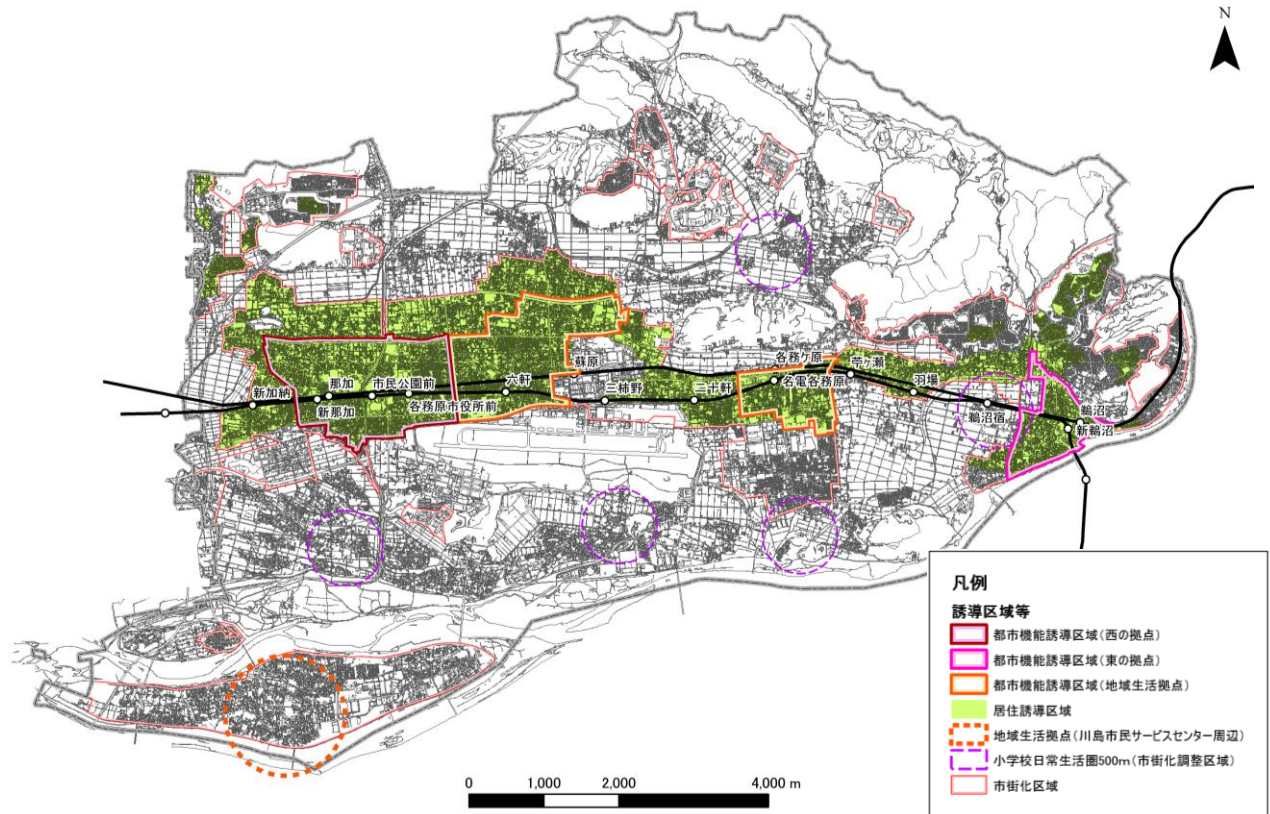 N
蘇原
各務ケ原
苧ヶ瀬
那加
市民公園前
六軒
名電各務原
新加納
三柿野
二十軒
羽場
新那加
各務原市役所前
鵜沼宿
鵜沼
新鵜沼
凡例
誘導区域等
都市機能誘導区域(西の拠点)
都市機能誘導区域(東の拠点)
都市機能誘導区域(地域生活拠点)
居住誘導区域
地域生活拠点(川島市民サービスセンター周辺)
小学校日常生活圏500m(市街化調整区域)
市街化区域
0 1,000 2,000 4,000 m